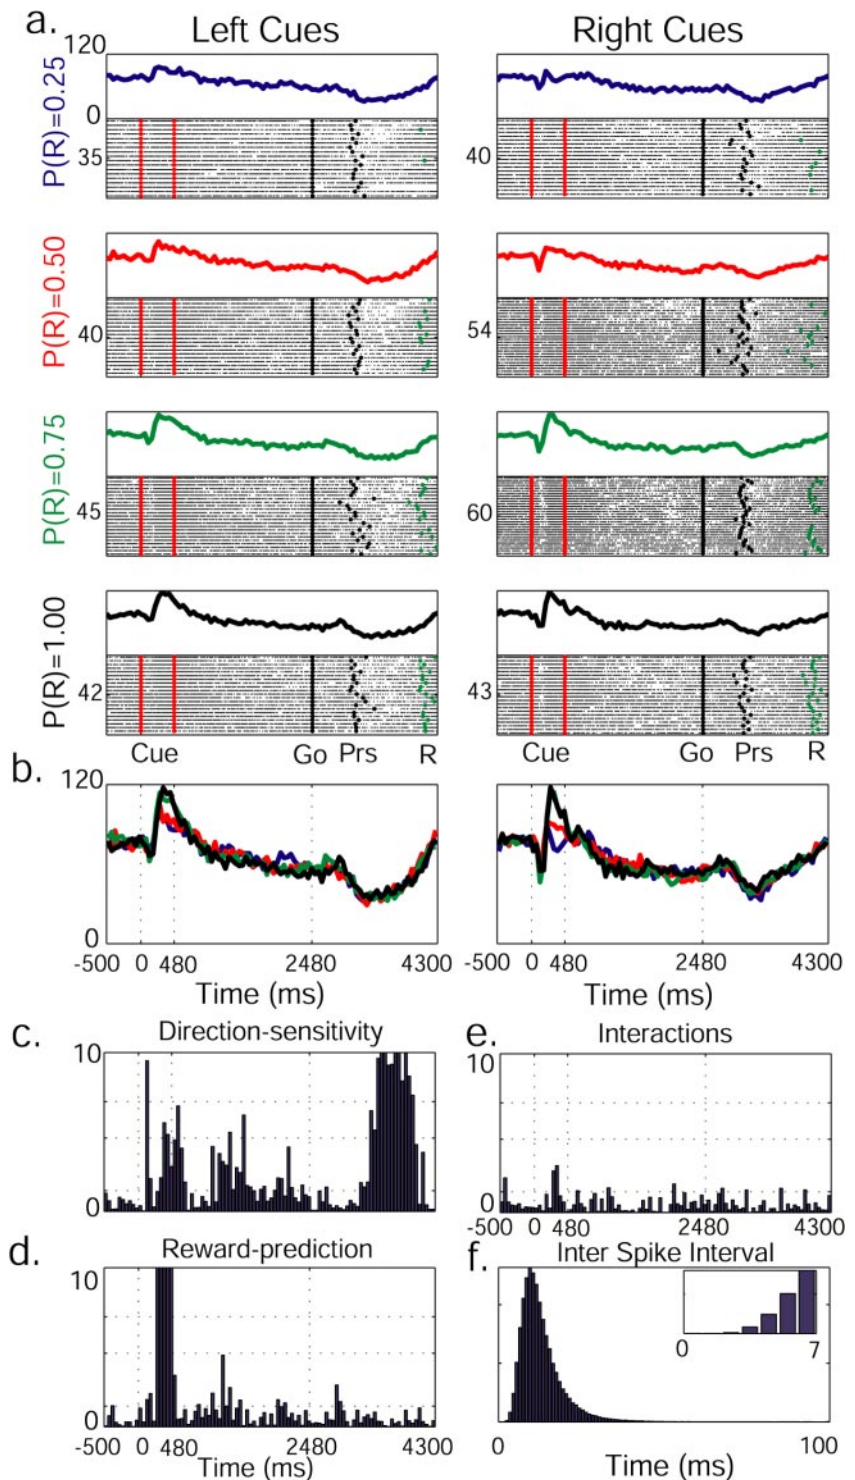 a.
Left Cues
Right Cues
120
0
P(R)=0.25
35
40
P(R)=0.50
40
54
P(R)=0.75
45
60
P(R)=1.00
42
43
Cue Go Prs R
Cue Go Prs R
b.
120
0
-500 0 480 2480 4300
-500 0 480 2480 4300
Time (ms)
Time (ms)
c.
Direction-sensitivity
10
0
e.
Interactions
10
0
-500 0 480 2480 4300
d.
Reward-prediction
10
0
-500 0 480 2480 4300
Time (ms)
f.
Inter Spike Interval
0 7
0 100
Time (ms)